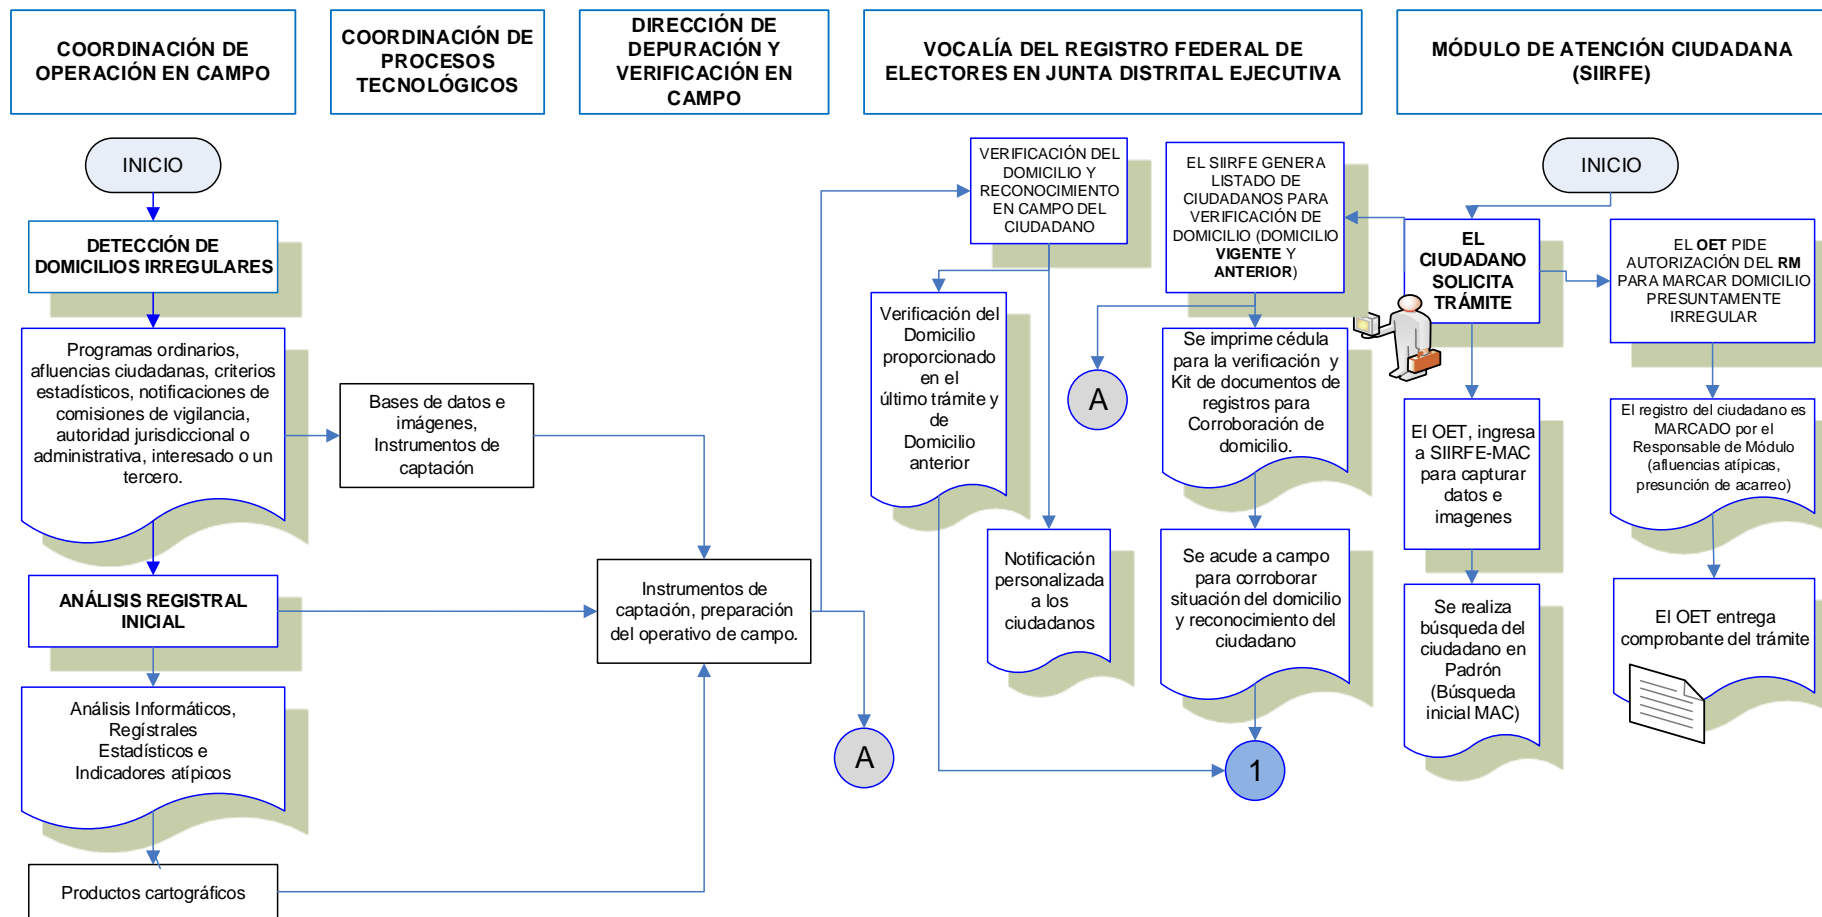 COORDINACIÓN DE
OPERACIÓN EN CAMPO
COORDINACIÓN DE
PROCESOS
TECNOLÓGICOS
DIRECCIÓN DE
DEPURACIÓN Y
VERIFICACIÓN EN
CAMPO
VOCALÍA DEL REGISTRO FEDERAL DE
ELECTORES EN JUNTA DISTRITAL EJECUTIVA
MÓDULO DE ATENCIÓN CIUDADANA
(SIIRFE)
INICIO
DETECCIÓN DE
DOMICILIOS IRREGULARES
Programas ordinarios,
afluencias ciudadanas, criterios
estadísticos, notificaciones de
comisiones de vigilancia,
autoridad jurisdiccional o
administrativa, interesado o un
tercero.
ANÁLISIS REGISTRAL
INICIAL
Análisis Informáticos,
Regístrales
Estadísticos e
Indicadores atípicos
Productos cartográficos
Bases de datos e
imágenes,
Instrumentos de
captación
Instrumentos de
captación, preparación
del operativo de campo.
A
VERIFICACIÓN DEL
DOMICILIO Y
RECONOCIMIENTO
EN CAMPO DEL
CIUDADANO
Verificación del
Domicilio
proporcionado
en el
último trámite y
de
Domicilio
anterior
Notificación
personalizada
a los
ciudadanos
EL SIIRFE GENERA
LISTADO DE
CIUDADANOS PARA
VERIFICACIÓN DE
DOMICILIO (DOMICILIO
VIGENTE Y
ANTERIOR)
A
Se imprime cédula
para la verificación y
Kit de documentos de
registros para
Corroboración de
domicilio.
Se acude a campo
para corroborar
situación del domicilio
y reconocimiento del
ciudadano
1
INICIO
EL
CIUDADANO
SOLICITA
TRÁMITE
El OET, ingresa
a SIIRFE-MAC
para capturar
datos e
imagenes
Se realiza
búsqueda del
ciudadano en
Padrón
(Búsqueda
inicial MAC)
EL OET PIDE
AUTORIZACIÓN DEL RM
PARA MARCAR DOMICILIO
PRESUNTAMENTE
IRREGULAR
El registro del ciudadano es
MARCADO por el
Responsable de Módulo
(afluencias atípicas,
presunción de acarreo)
El OET entrega
comprobante del trámite